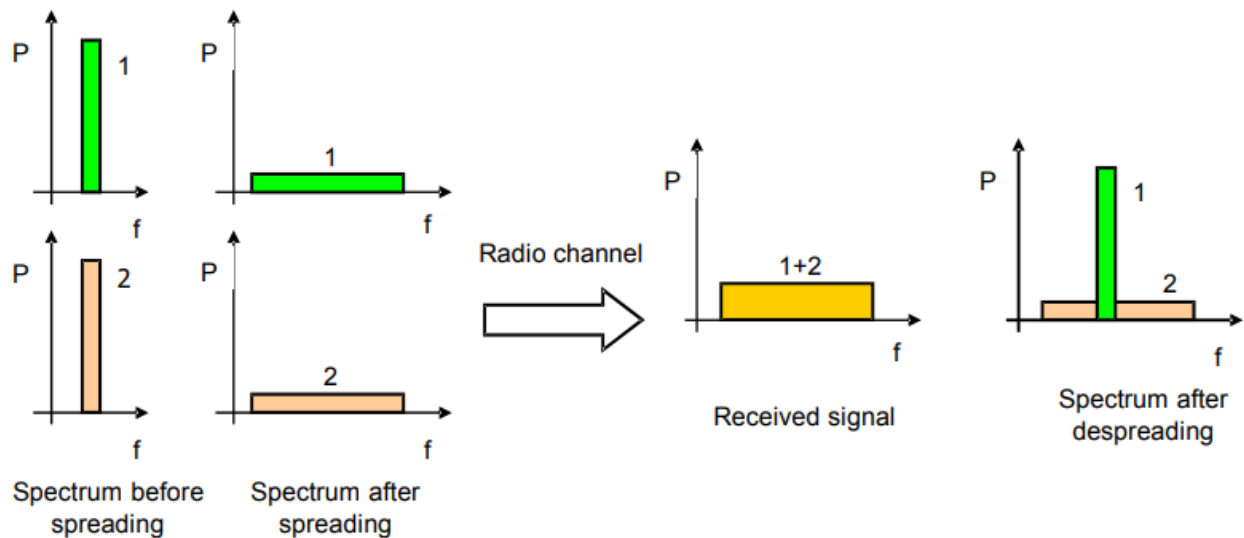 P
1
f
P
1
f
P
2
f
P
2
f
Spectrum before
spreading
Spectrum after
spreading
Radio channel
P
1+2
f
Received signal
P
1
2
f
Spectrum after
despreading